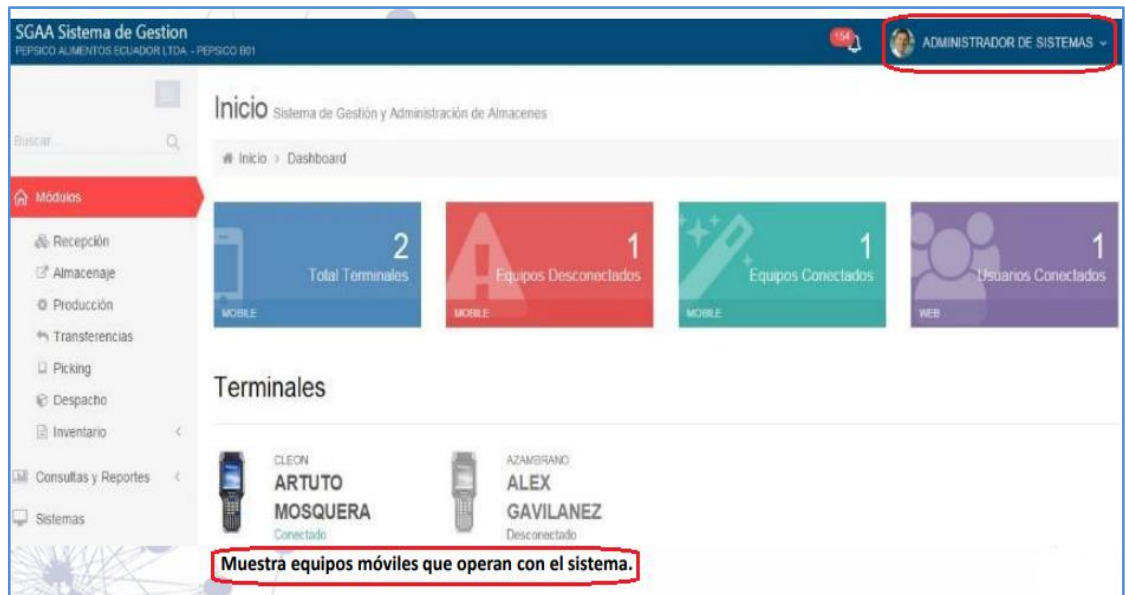 SGAA Sistema de Gestion
PEPSICO ALIMENTOS ECUADOR LTDA. - PEPSICO B01
154
ADMINISTRADOR DE SISTEMAS
Buscar...
Inicio Sistema de Gestión y Administración de Almacenes
Inicio > Dashboard
Módulos
Recepción
Almacenaje
Producción
Transferencias
Picking
Despacho
Inventario
Consultas y Reportes
Sistemas
2
Total Terminales
MOBILE
1
Equipos Desconectados
MOBILE
1
Equipos Conectados
MOBILE
1
Usuarios Conectados
WEB
Terminales
CLEON
ARTUTO
MOSQUERA
Conectado
AZAMBRANO
ALEX
GAVILANEZ
Desconectado
Muestra equipos móviles que operan con el sistema.